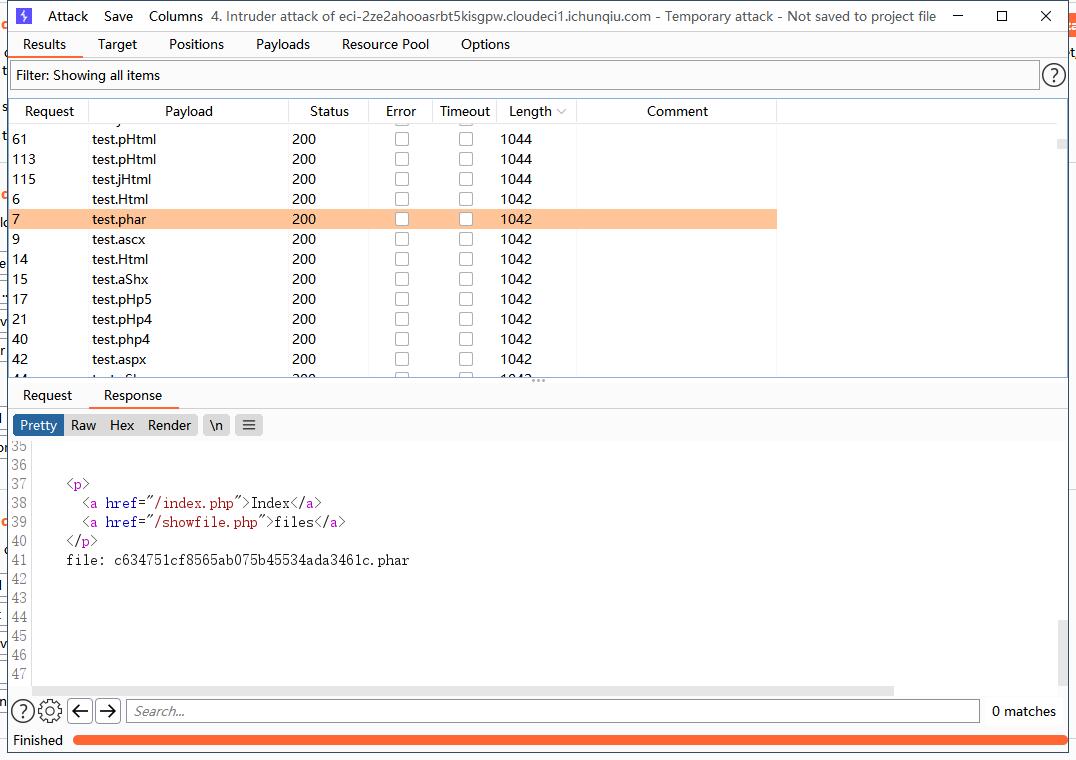 Attack Save Columns 4. Intruder attack of eci-2ze2ahooasrbt5kisgpw.cloudeci1.ichunqiu.com - Temporary attack - Not saved to project file
Results Target Positions Payloads Resource Pool Options
Filter: Showing all items
Request Payload Status Error Timeout Length Comment
61 test.pHtml 200 1044
113 test.pHtml 200 1044
115 test.jHtml 200 1044
6 test.Html 200 1042
7 test.phar 200 1042
9 test.ascx 200 1042
14 test.Html 200 1042
15 test.aShx 200 1042
17 test.pHp5 200 1042
21 test.pHp4 200 1042
40 test.php4 200 1042
42 test.aspx 200 1042
Request Response
Pretty Raw Hex Render \n
35
36
37 <p>
38 <a href="/index.php">Index</a>
39 <a href="/showfile.php">files</a>
40 </p>
41 file: c634751cf8565ab075b45534ada3461c.phar
42
43
44
45
46
47
Search... 0 matches
Finished